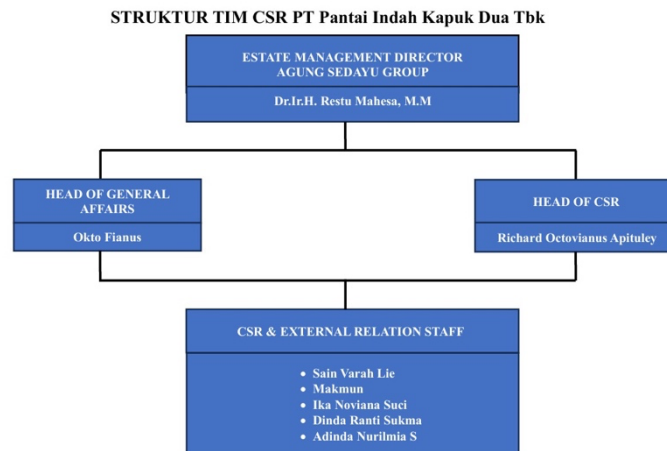 STRUKTUR TIM CSR PT Pantai Indah Kapuk Dua Tbk
ESTATE MANAGEMENT DIRECTOR
AGUNG SEDAYU GROUP
Dr.Ir.H. Restu Mahesa, M.M
HEAD OF GENERAL
AFFAIRS
Okto Fianus
HEAD OF CSR
Richard Octovianus Apituley
CSR & EXTERNAL RELATION STAFF
• Sain Varah Lie
• Makmun
• Ika Noviana Suci
• Dinda Ranti Sukma
• Adinda Nurilmia S